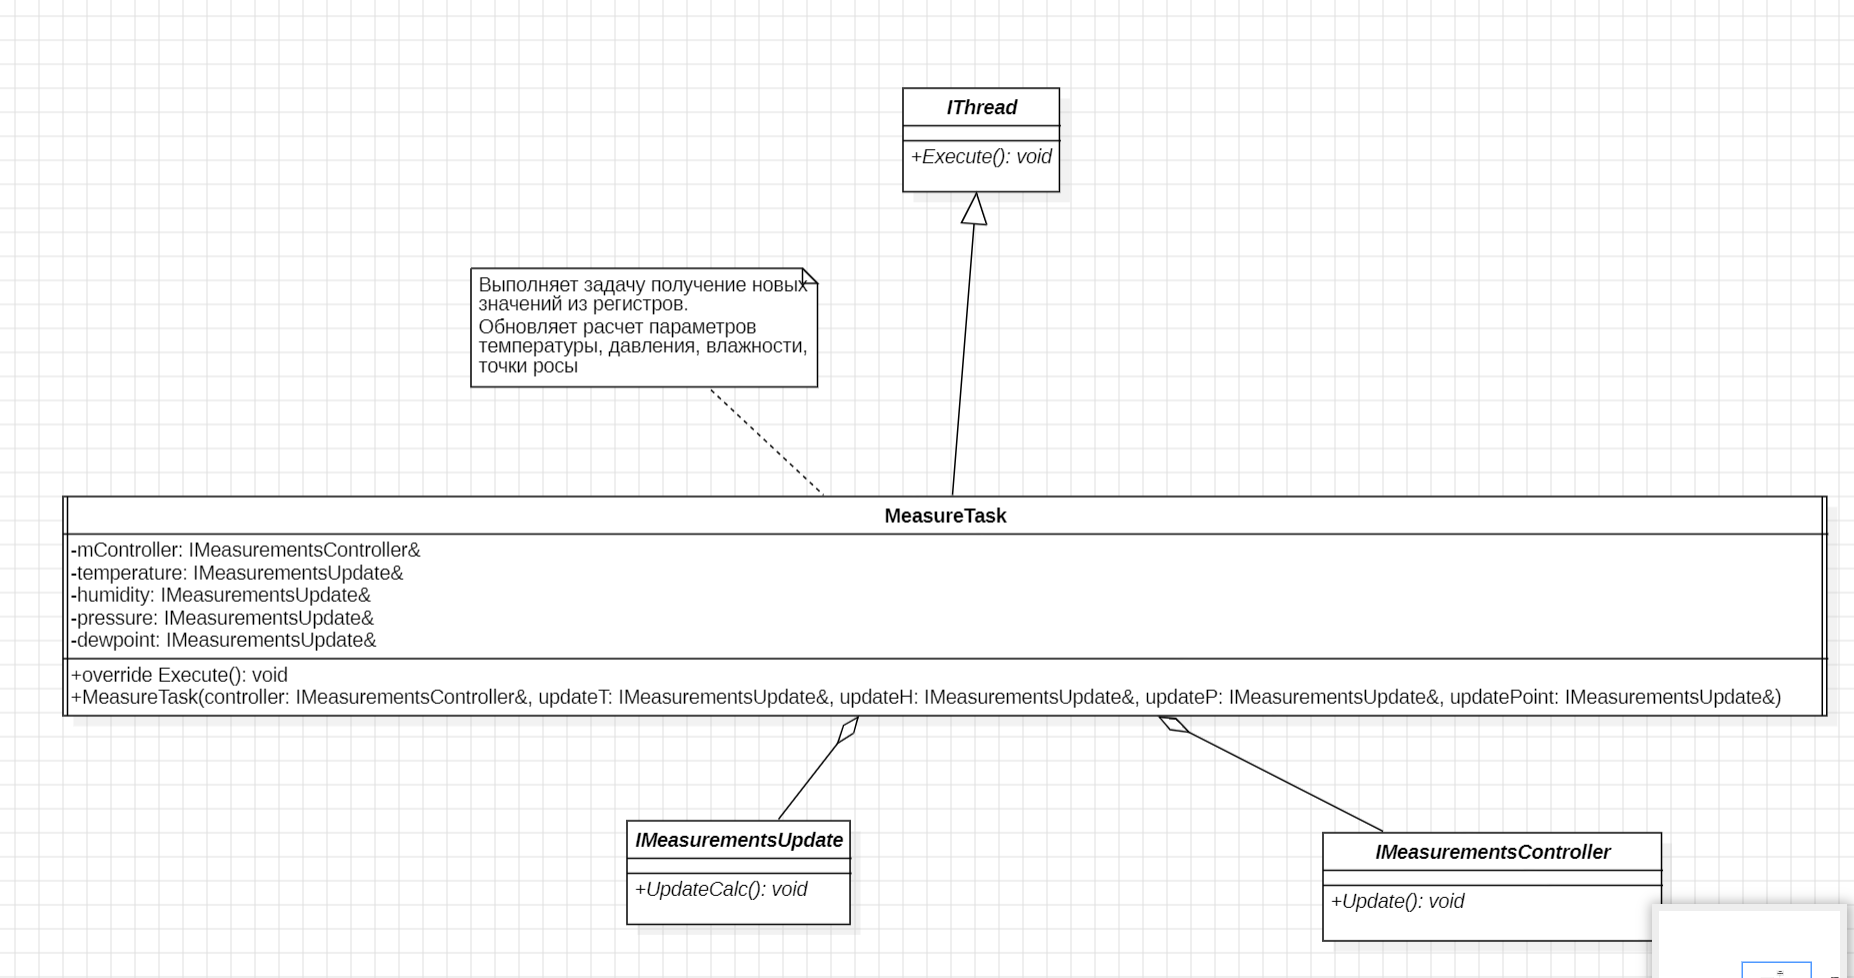 IThread
+Execute(): void
Выполняет задачу получение новых
значений из регистров.
Обновляет расчет параметров
температуры, давления, влажности,
точки росы
MeasureTask
-mController: IMeasurementsController&
-temperature: IMeasurementsUpdate&
-humidity: IMeasurementsUpdate&
-pressure: IMeasurementsUpdate&
-dewpoint: IMeasurementsUpdate&
+override Execute(): void
+MeasureTask(controller: IMeasurementsController&, updateT: IMeasurementsUpdate&, updateH: IMeasurementsUpdate&, updateP: IMeasurementsUpdate&, updatePoint: IMeasurementsUpdate&)
IMeasurementsUpdate
+UpdateCalc(): void
IMeasurementsController
+Update(): void